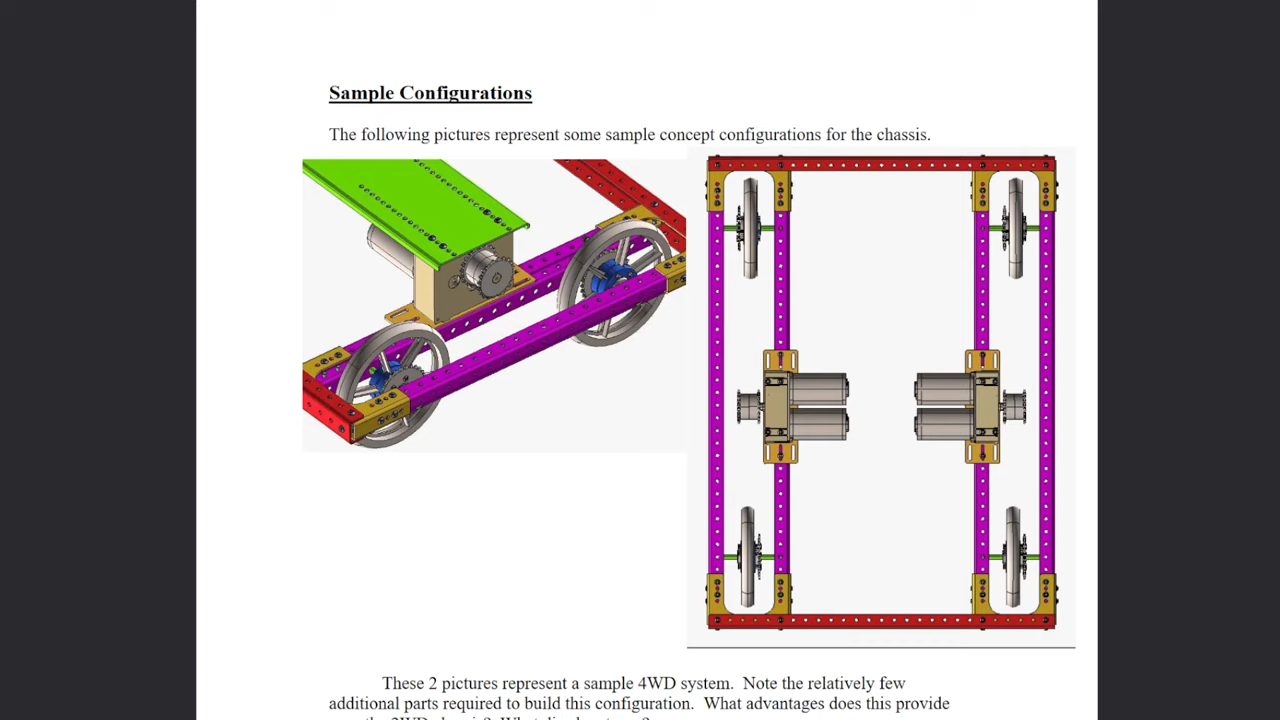 Sample Configurations
The following pictures represent some sample concept configurations for the chassis.
These 2 pictures represent a sample 4WD system. Note the relatively few
additional parts required to build this configuration. What advantages does this provide